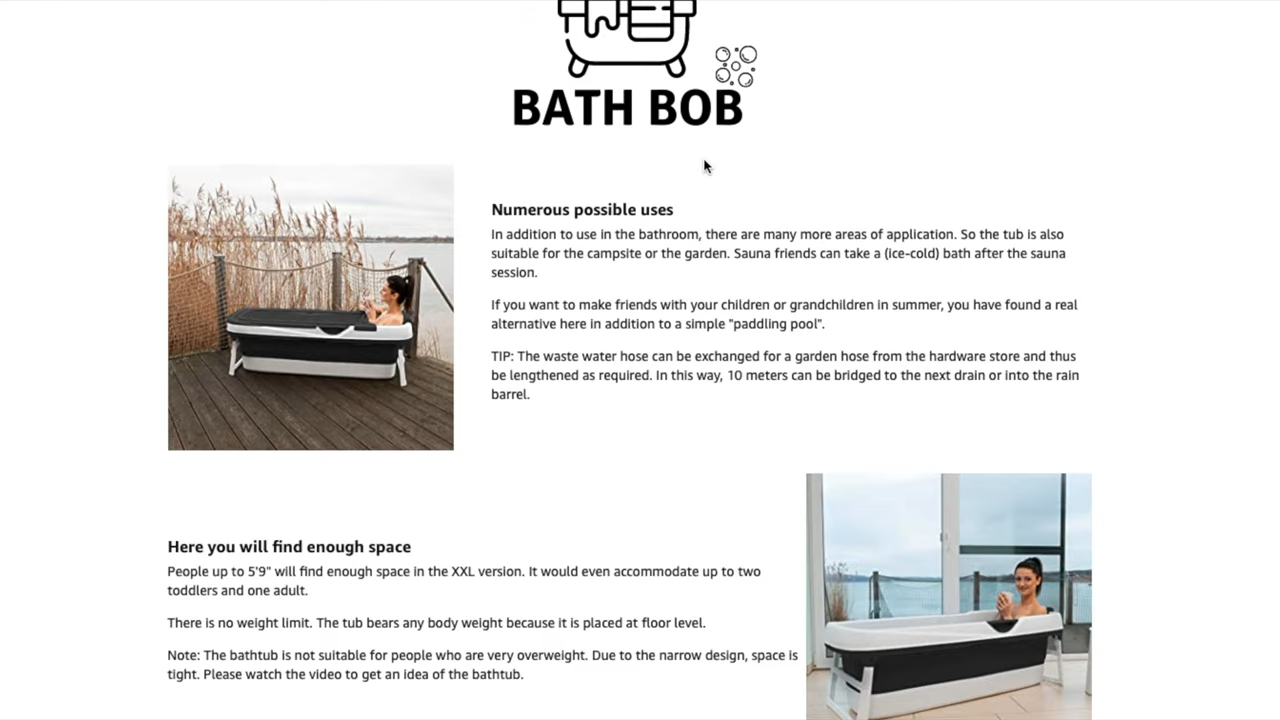 BATH BOB
Numerous possible uses
In addition to use in the bathroom, there are many more areas of application. So the tub is also
suitable for the campsite or the garden. Sauna friends can take a (ice-cold) bath after the sauna
session.
If you want to make friends with your children or grandchildren in summer, you have found a real
alternative here in addition to a simple "paddling pool".
TIP: The waste water hose can be exchanged for a garden hose from the hardware store and thus
be lengthened as required. In this way, 10 meters can be bridged to the next drain or into the rain
barrel.
Here you will find enough space
People up to 5'9" will find enough space in the XXL version. It would even accommodate up to two
toddlers and one adult.
There is no weight limit. The tub bears any body weight because it is placed at floor level.
Note: The bathtub is not suitable for people who are very overweight. Due to the narrow design, space is
tight. Please watch the video to get an idea of the bathtub.